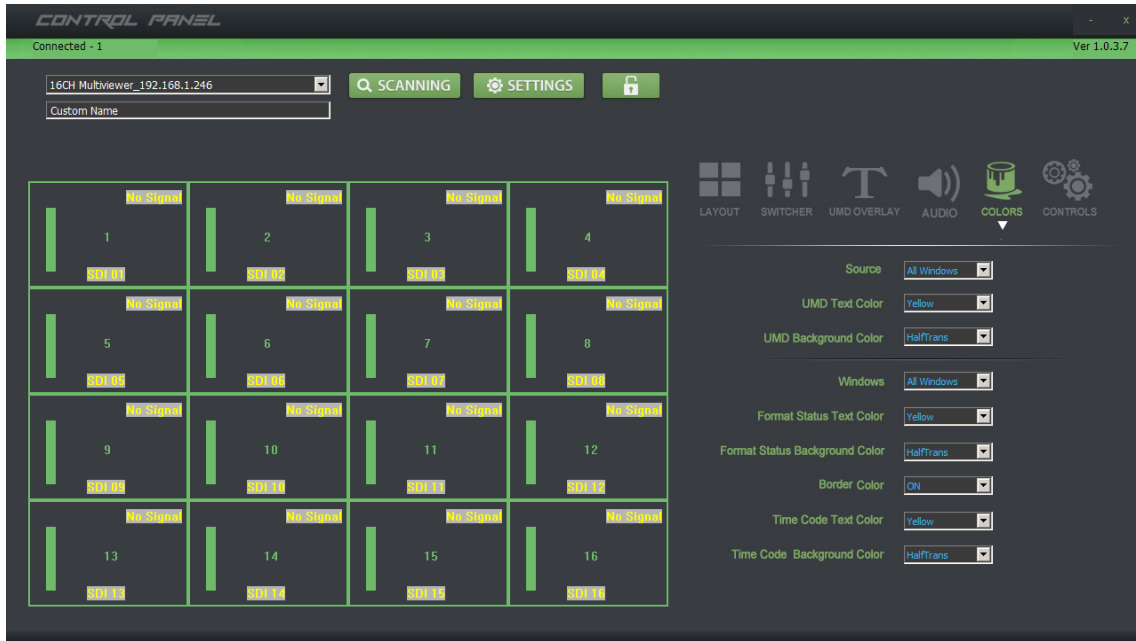 CONTROL PANEL
- x
Connected - 1 Ver 1.0.3.7
16CH Multiviewer_192.168.1.246 SCANNING SETTINGS
Custom Name
LAYOUT SWITCHER UMD OVERLAY AUDIO COLORS CONTROLS
No Signal No Signal No Signal No Signal
1 2 3 4
SDI 01 SDI 02 SDI 03 SDI 04
No Signal No Signal No Signal No Signal
5 6 7 8
SDI 05 SDI 06 SDI 07 SDI 08
No Signal No Signal No Signal No Signal
9 10 11 12
SDI 09 SDI 10 SDI 11 SDI 12
No Signal No Signal No Signal No Signal
13 14 15 16
SDI 13 SDI 14 SDI 15 SDI 16
Source All Windows
UMD Text Color Yellow
UMD Background Color HalfTrans
Windows All Windows
Format Status Text Color Yellow
Format Status Background Color HalfTrans
Border Color ON
Time Code Text Color Yellow
Time Code Background Color HalfTrans